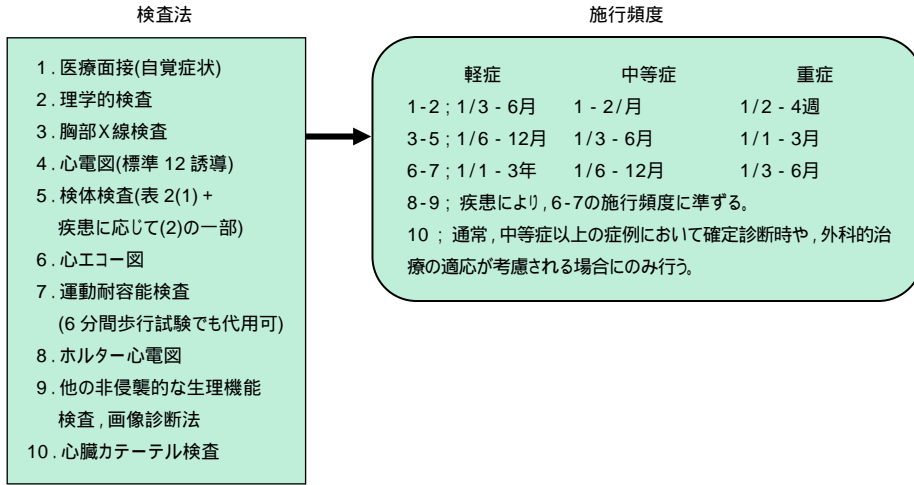 検査法
1.医療面接(自覚症状)
2.理学的検査
3.胸部X線検査
4.心電図(標準 12 誘導)
5.検体検査(表 2(1) +
疾患に応じて(2)の一部)
6.心エコー図
7.運動耐容能検査
(6 分間歩行試験でも代用可)
8.ホルター心電図
9.他の非侵襲的な生理機能
検査,画像診断法
10.心臓カテーテル検査
施行頻度
軽症 中等症 重症
1-2 ; 1/3 - 6月 1 - 2/月 1/2 - 4週
3-5 ; 1/6 - 12月 1/3 - 6月 1/1 - 3月
6-7 ; 1/1 - 3年 1/6 - 12月 1/3 - 6月
8-9 ; 疾患により,6-7の施行頻度に準ずる。
10 ; 通常,中等症以上の症例において確定診断時や,外科的治
療の適応が考慮される場合にのみ行う。